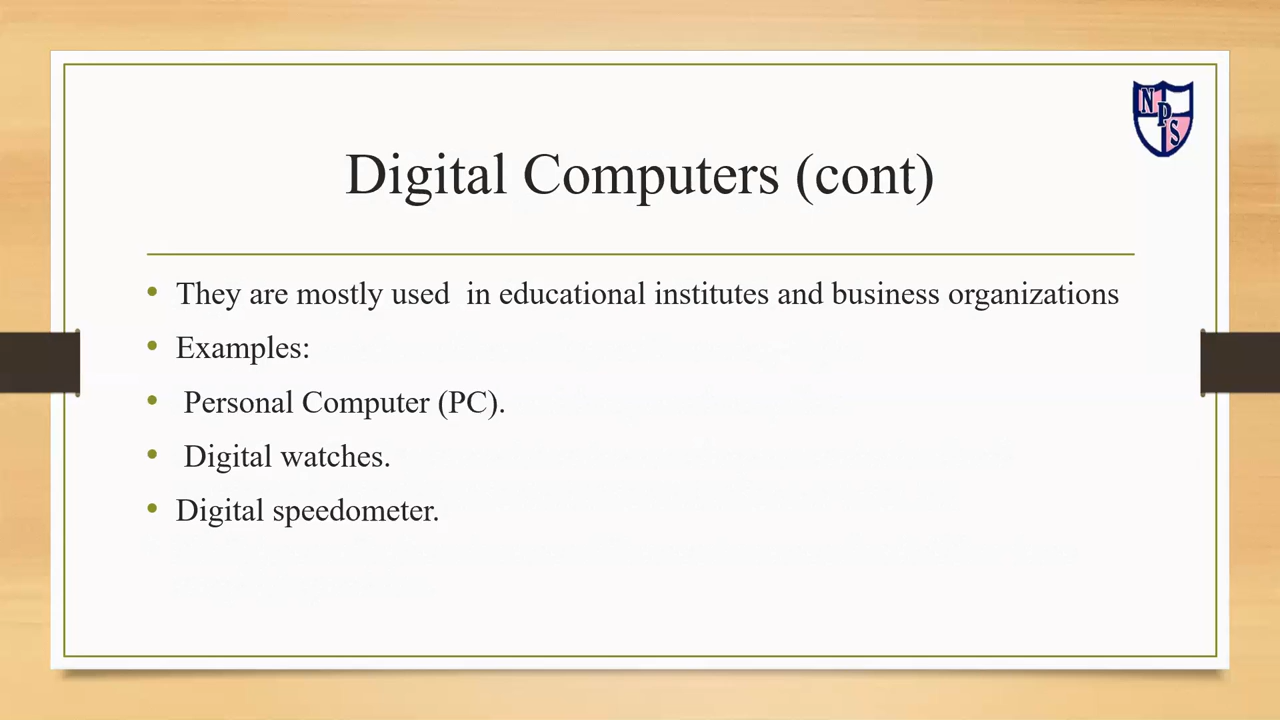 NPS
Digital Computers (cont)
• They are mostly used  in educational institutes and business organizations
• Examples:
•  Personal Computer (PC).
•  Digital watches.
• Digital speedometer.